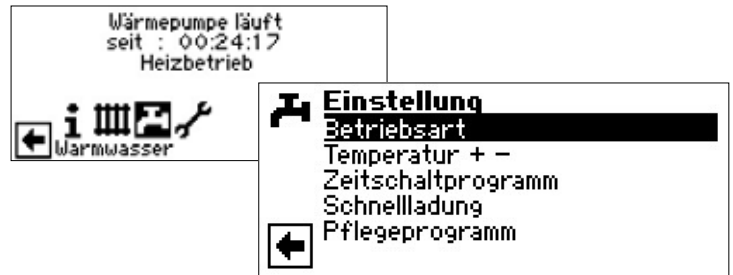 Wärmepumpe läuft
seit : 00:24:17
Heizbetrieb
Warmwasser
Einstellung
Betriebsart
Temperatur + −
Zeitschaltprogramm
Schnellladung
Pflegeprogramm